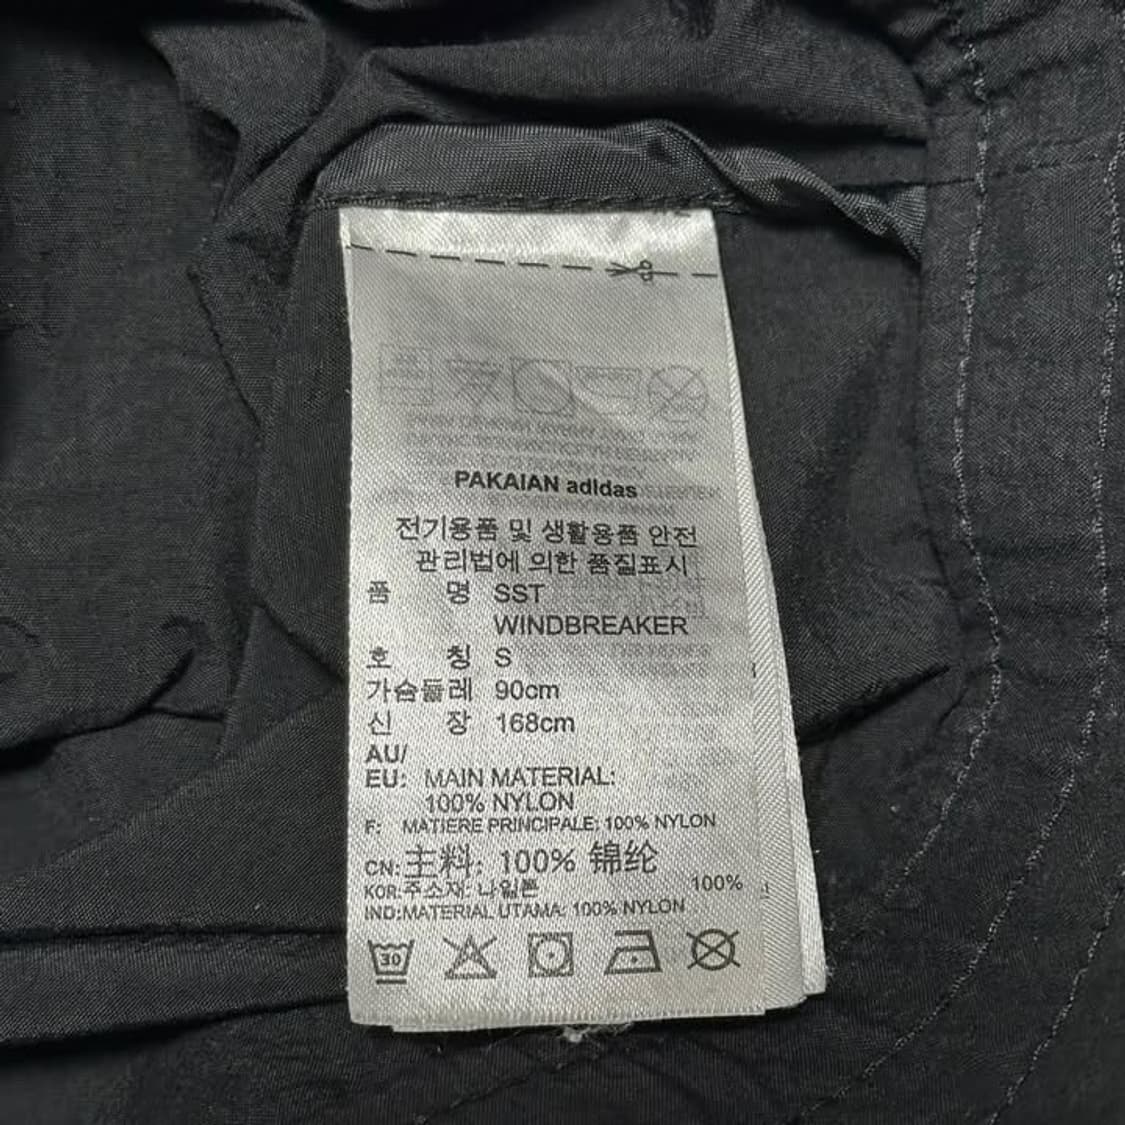 PAKAIAN adidas
전기용품 및 생활용품 안전
관리법에 의한 품질표시
품 명 SST
WINDBREAKER
호 칭 S
가슴둘레 90cm
신 장 168cm
AU/
EU: MAIN MATERIAL:
100% NYLON
F: MATIERE PRINCIPALE: 100% NYLON
CN: 主料: 100% 锦纶
KOR: 주소재: 나일론 100%
IND: MATERIAL UTAMA: 100% NYLON
30